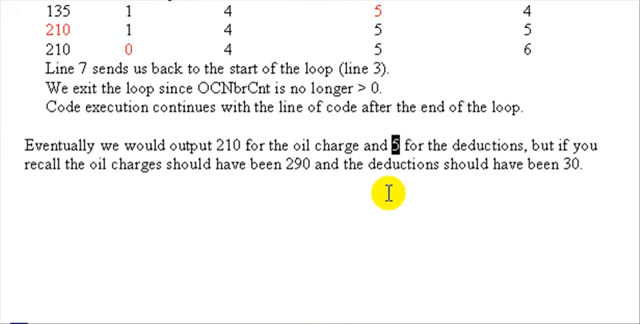 135 1 4 5 4
210 1 4 5 5
210 0 4 5 6
Line 7 sends us back to the start of the loop (line 3).
We exit the loop since OCNbrCnt is no longer > 0.
Code execution continues with the line of code after the end of the loop.
Eventually we would output 210 for the oil charge and 5 for the deductions, but if you
recall the oil charges should have been 290 and the deductions should have been 30.